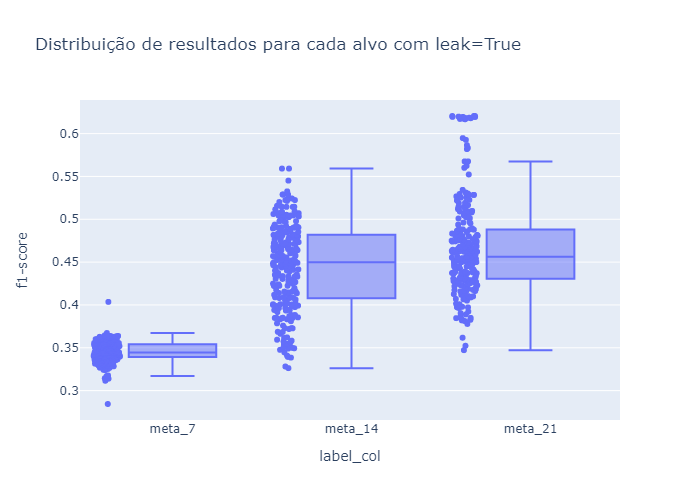 Distribuição de resultados para cada alvo com leak=True
0.6
0.55
0.5
0.45
0.4
0.35
0.3
f1-score
meta_7
meta_14
meta_21
label_col